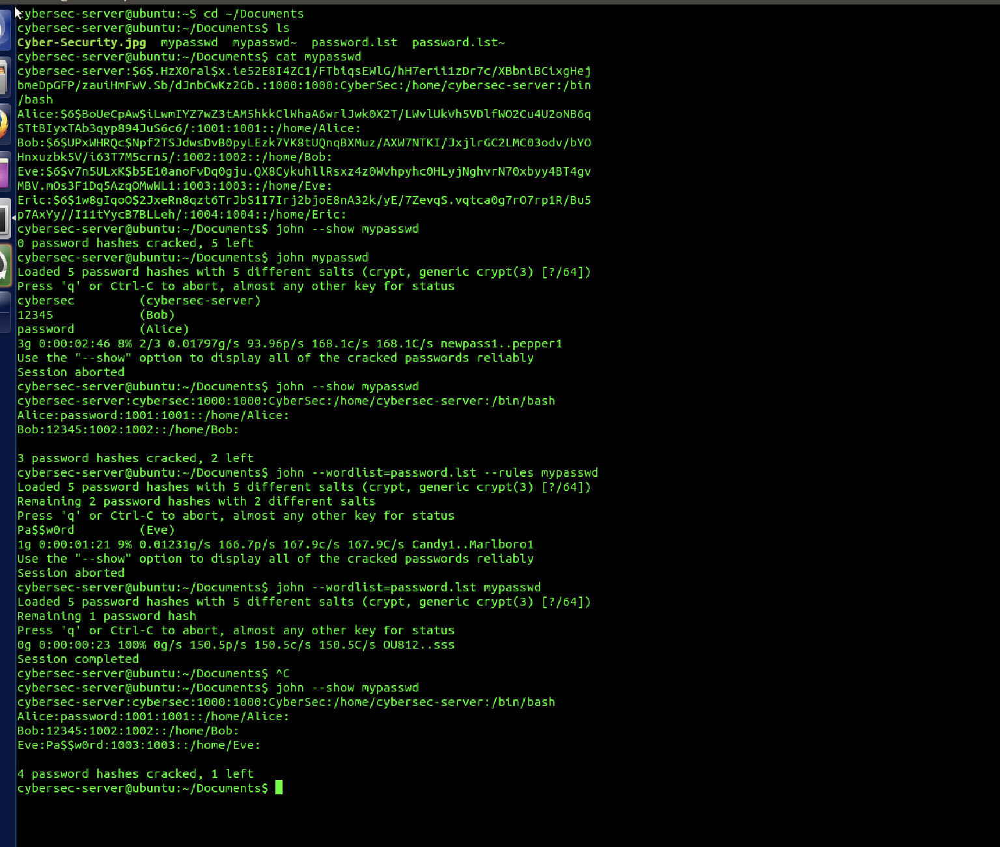 cybersec-server@ubuntu:~$ cd ~/Documents
cybersec-server@ubuntu:~/Documents$ ls
Cyber-Security.jpg  mypasswd  mypasswd~  password.lst  password.lst~
cybersec-server@ubuntu:~/Documents$ cat mypasswd
cybersec-server:$6$.HzX0ral$x.ie52E8I4ZC1/FTbiqsEWlG/hH7erii1zDr7c/XBbniBCixgHej
bmeDpGFP/zauiHmFwV.Sb/dJnbCwKz2Gb.:1000:1000:CyberSec:/home/cybersec-server:/bin
/bash
Alice:$6$BoUeCpAw$iLwmIYZ7wZ3tAM5hkkClWhaA6wrlJwk0X2T/LWvlUkVh5VDlfWO2Cu4U2oNB6q
STtBIyxTAb3qyp894JuS6c6/:1001:1001::/home/Alice:
Bob:$6$UPxWHRQc$Npf2TSJdwsDvB0pyLEzk7YK8tUQnqBXMuz/AXW7NTKI/JxjlrGC2LMC03odv/bYO
Hnxuzbk5V/i63T7M5crn5/:1002:1002::/home/Bob:
Eve:$6$v7n5ULxK$b5E10anoFvDq0gju.QX8CykuhllRsxz4z0Wvhpyhc0HLyjNghvrN70xbyy4BT4gv
MBV.mOs3F1Dq5AzqOMwWL1:1003:1003::/home/Eve:
Eric:$6$1w8gIqoO$2JxeRn8qzt6TrJbS1I7Irj2bjoE8nA32k/yE/7ZevqS.vqtca0g7rO7rp1R/Bu5
p7AxYy//I11tYycB7BLLeh/:1004:1004::/home/Eric:
cybersec-server@ubuntu:~/Documents$ john --show mypasswd
0 password hashes cracked, 5 left
cybersec-server@ubuntu:~/Documents$ john mypasswd
Loaded 5 password hashes with 5 different salts (crypt, generic crypt(3) [?/64])
Press 'q' or Ctrl-C to abort, almost any other key for status
cybersec         (cybersec-server)
12345            (Bob)
password         (Alice)
3g 0:00:02:46 8% 2/3 0.01797g/s 93.96p/s 168.1c/s 168.1C/s newpass1..pepper1
Use the "--show" option to display all of the cracked passwords reliably
Session aborted
cybersec-server@ubuntu:~/Documents$ john --show mypasswd
cybersec-server:cybersec:1000:1000:CyberSec:/home/cybersec-server:/bin/bash
Alice:password:1001:1001::/home/Alice:
Bob:12345:1002:1002::/home/Bob:
3 password hashes cracked, 2 left
cybersec-server@ubuntu:~/Documents$ john --wordlist=password.lst --rules mypasswd
Loaded 5 password hashes with 5 different salts (crypt, generic crypt(3) [?/64])
Remaining 2 password hashes with 2 different salts
Press 'q' or Ctrl-C to abort, almost any other key for status
Pa$$w0rd         (Eve)
1g 0:00:01:21 9% 0.01231g/s 166.7p/s 167.9c/s 167.9C/s Candy1..Marlboro1
Use the "--show" option to display all of the cracked passwords reliably
Session aborted
cybersec-server@ubuntu:~/Documents$ john --wordlist=password.lst mypasswd
Loaded 5 password hashes with 5 different salts (crypt, generic crypt(3) [?/64])
Remaining 1 password hash
Press 'q' or Ctrl-C to abort, almost any other key for status
0g 0:00:00:23 100% 0g/s 150.5p/s 150.5c/s 150.5C/s OU812..sss
Session completed
cybersec-server@ubuntu:~/Documents$ ^C
cybersec-server@ubuntu:~/Documents$ john --show mypasswd
cybersec-server:cybersec:1000:1000:CyberSec:/home/cybersec-server:/bin/bash
Alice:password:1001:1001::/home/Alice:
Bob:12345:1002:1002::/home/Bob:
Eve:Pa$$w0rd:1003:1003::/home/Eve:
4 password hashes cracked, 1 left
cybersec-server@ubuntu:~/Documents$